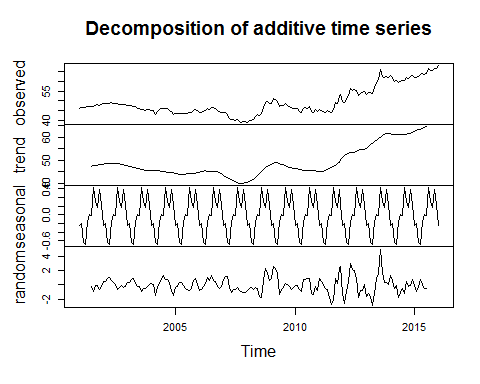 Decomposition of additive time series
observed
40 55
trend
40 50 60
seasonal
-0.6 0.0
random
-2 2 4
2005 2010 2015
Time